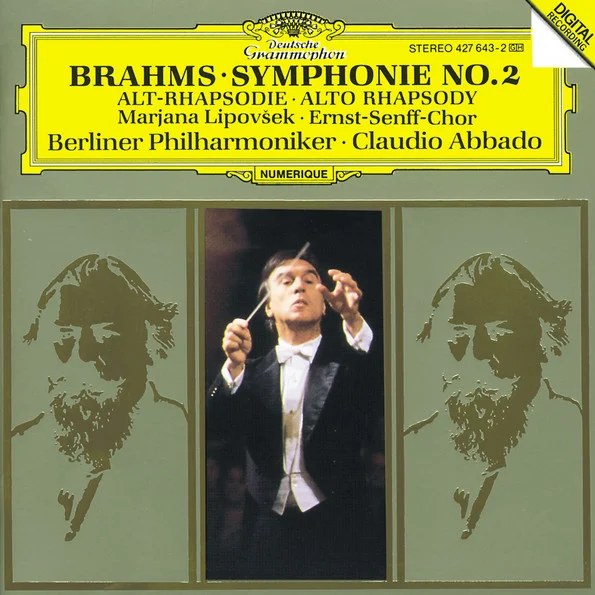 DIGITAL
RECORDING
Deutsche
Grammophon
STEREO 427 643-2 GH
BRAHMS · SYMPHONIE NO. 2
ALT-RHAPSODIE · ALTO RHAPSODY
Marjana Lipovšek · Ernst-Senff-Chor
Berliner Philharmoniker · Claudio Abbado
NUMERIQUE